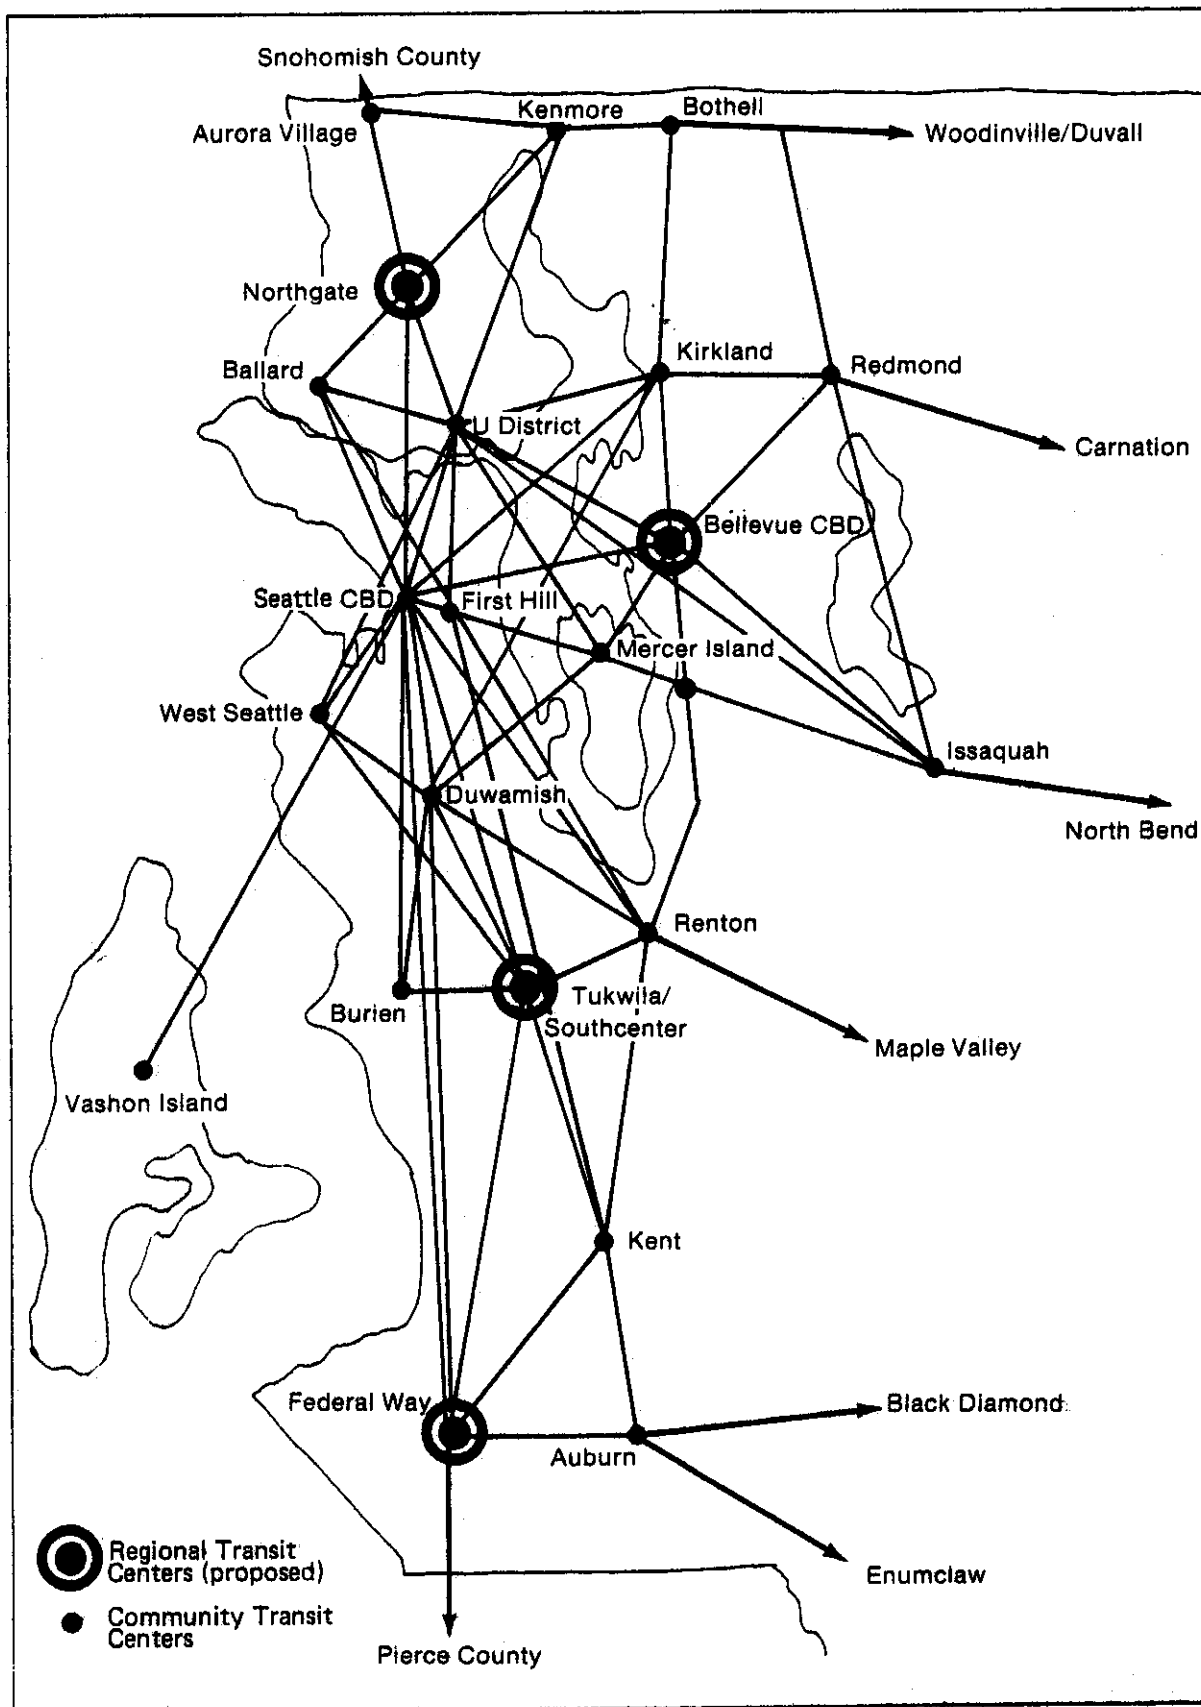 Snohomish County
Kenmore
Bothell
Aurora Village
Woodinville/Duvall
Northgate
Kirkland
Ballard
Redmond
U District
Carnation
Bellevue CBD
Seattle CBD
First Hill
Mercer Island
West Seattle
Issaquah
Duwamish
North Bend
Renton
Burien
Tukwila/
Southcenter
Maple Valley
Vashon Island
Kent
Federal Way
Black Diamond
Auburn
Regional Transit
Centers (proposed)
Enumclaw
Community Transit
Centers
Pierce County